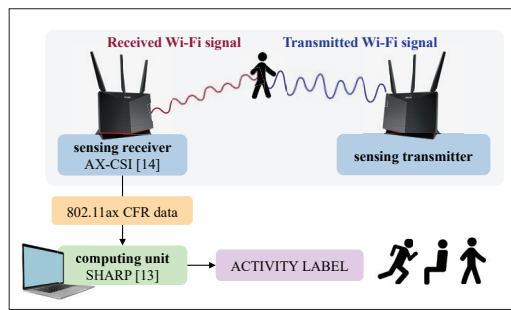 Received Wi-Fi signal
Transmitted Wi-Fi signal
sensing receiver
AX-CSI [14]
sensing transmitter
802.11ax CFR data
computing unit
SHARP [13]
ACTIVITY LABEL